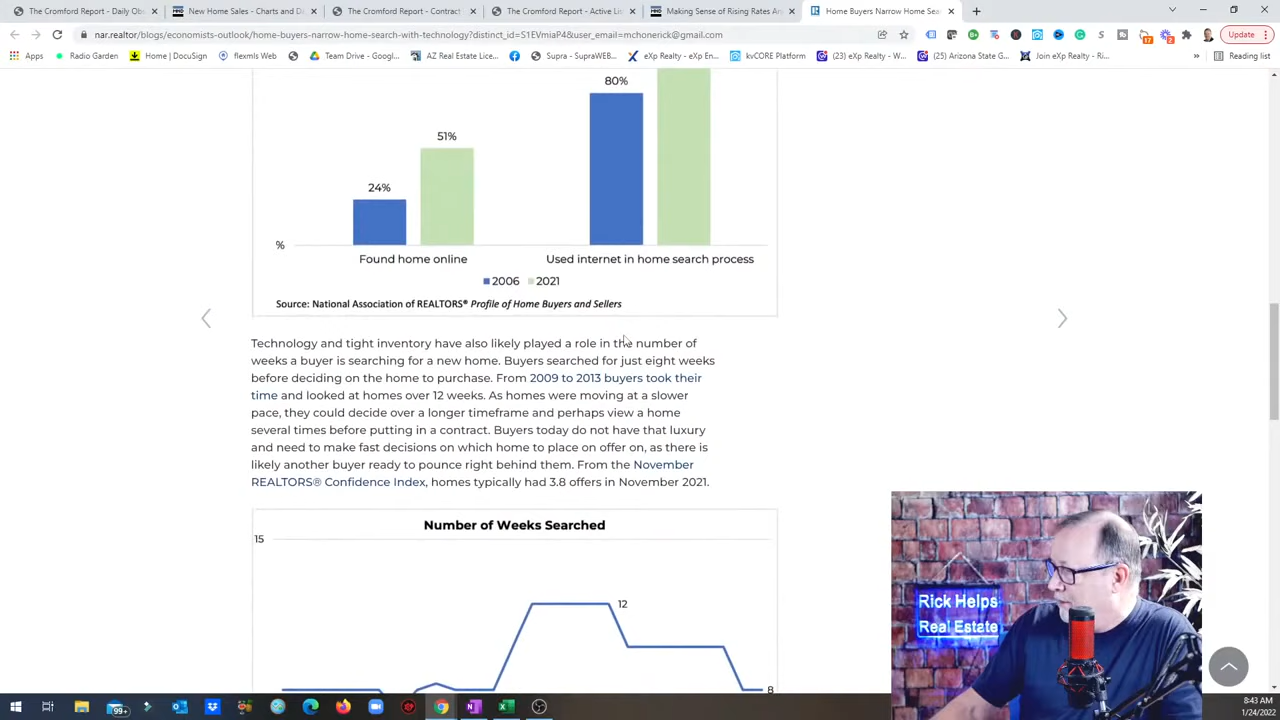 The Cromford Report - Daily Obs
New Home Sales - Charts and Di
The Cromford Report - Contract
The Cromford Report - Active Li
Making Sense of Rising Rates An
Home Buyers Narrow Home Sea
nar.realtor/blogs/economists-outlook/home-buyers-narrow-home-search-with-technology?distinct_id=S1EVmiaP4&user_email=mchonerick@gmail.com
17
2
Update
Apps
Radio Garden
Home | DocuSign
flexmls Web
Team Drive - Googl...
AZ Real Estate Lice...
Supra - SupraWEB...
eXp Realty - eXp En...
kvCORE Platform
(23) eXp Realty - W...
(25) Arizona State G...
Join eXp Realty - Ri...
»
Reading list
80%
51%
24%
%
Found home online
Used internet in home search process
2006
2021
Source: National Association of REALTORS® Profile of Home Buyers and Sellers
Technology and tight inventory have also likely played a role in the number of
weeks a buyer is searching for a new home. Buyers searched for just eight weeks
before deciding on the home to purchase. From 2009 to 2013 buyers took their
time and looked at homes over 12 weeks. As homes were moving at a slower
pace, they could decide over a longer timeframe and perhaps view a home
several times before putting in a contract. Buyers today do not have that luxury
and need to make fast decisions on which home to place on offer on, as there is
likely another buyer ready to pounce right behind them. From the November
REALTORS® Confidence Index, homes typically had 3.8 offers in November 2021.
Number of Weeks Searched
15
12
8
Rick Helps
Real Estate
99+
8:43 AM
1/24/2022